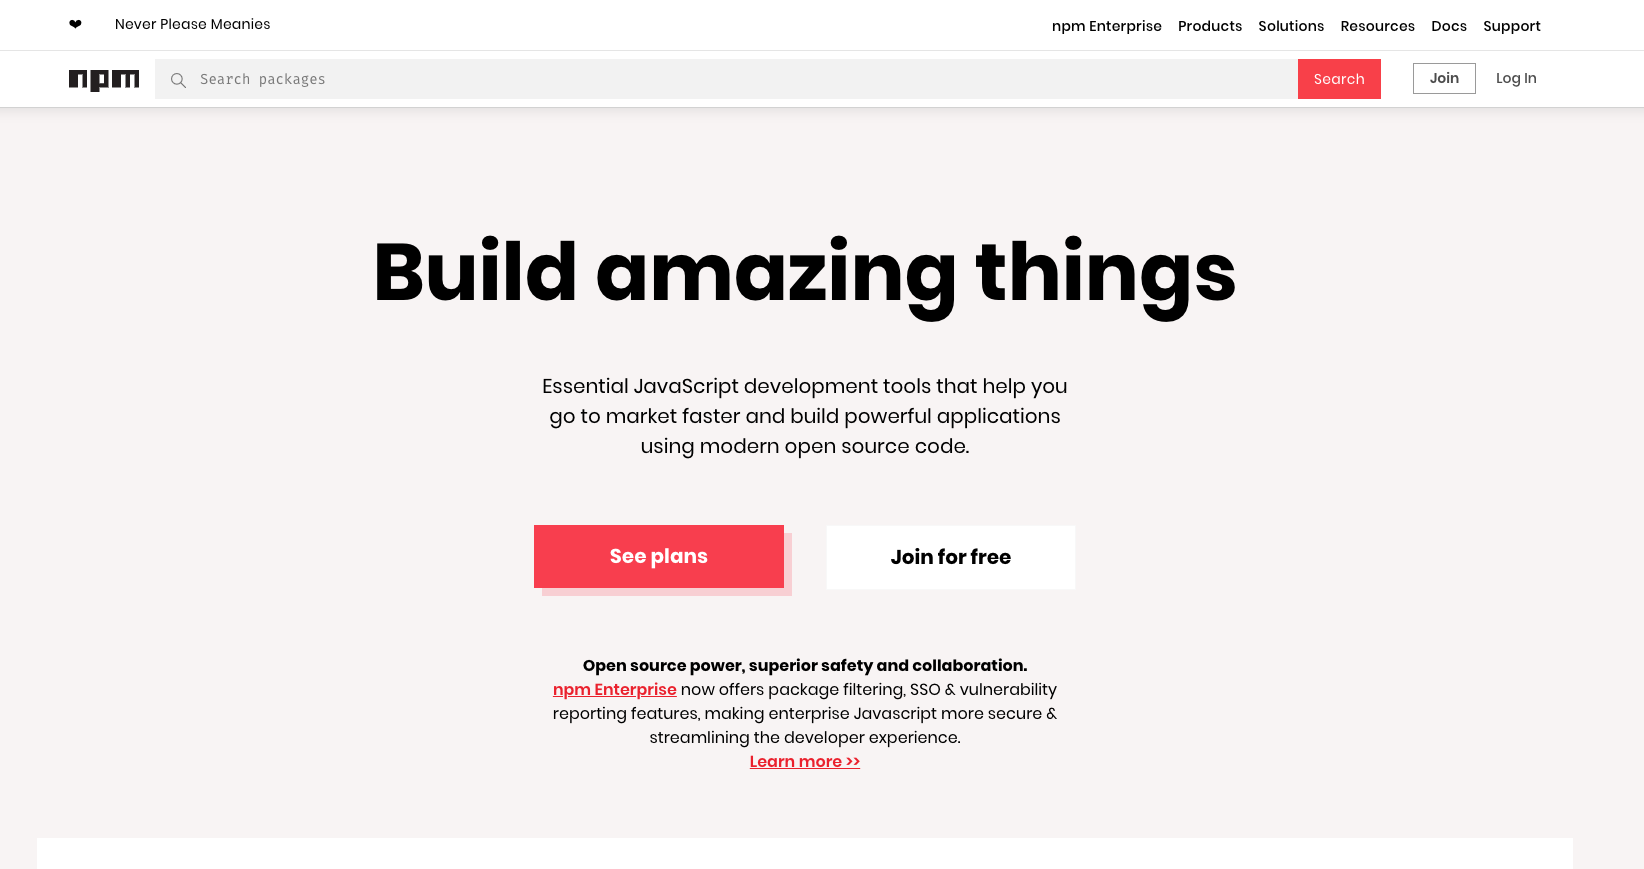 ❤ Never Please Meanies
npm Enterprise Products Solutions Resources Docs Support
npm Search packages Search Join Log In
Build amazing things
Essential JavaScript development tools that help you
go to market faster and build powerful applications
using modern open source code.
See plans Join for free
Open source power, superior safety and collaboration.
npm Enterprise now offers package filtering, SSO & vulnerability
reporting features, making enterprise Javascript more secure &
streamlining the developer experience.
Learn more >>